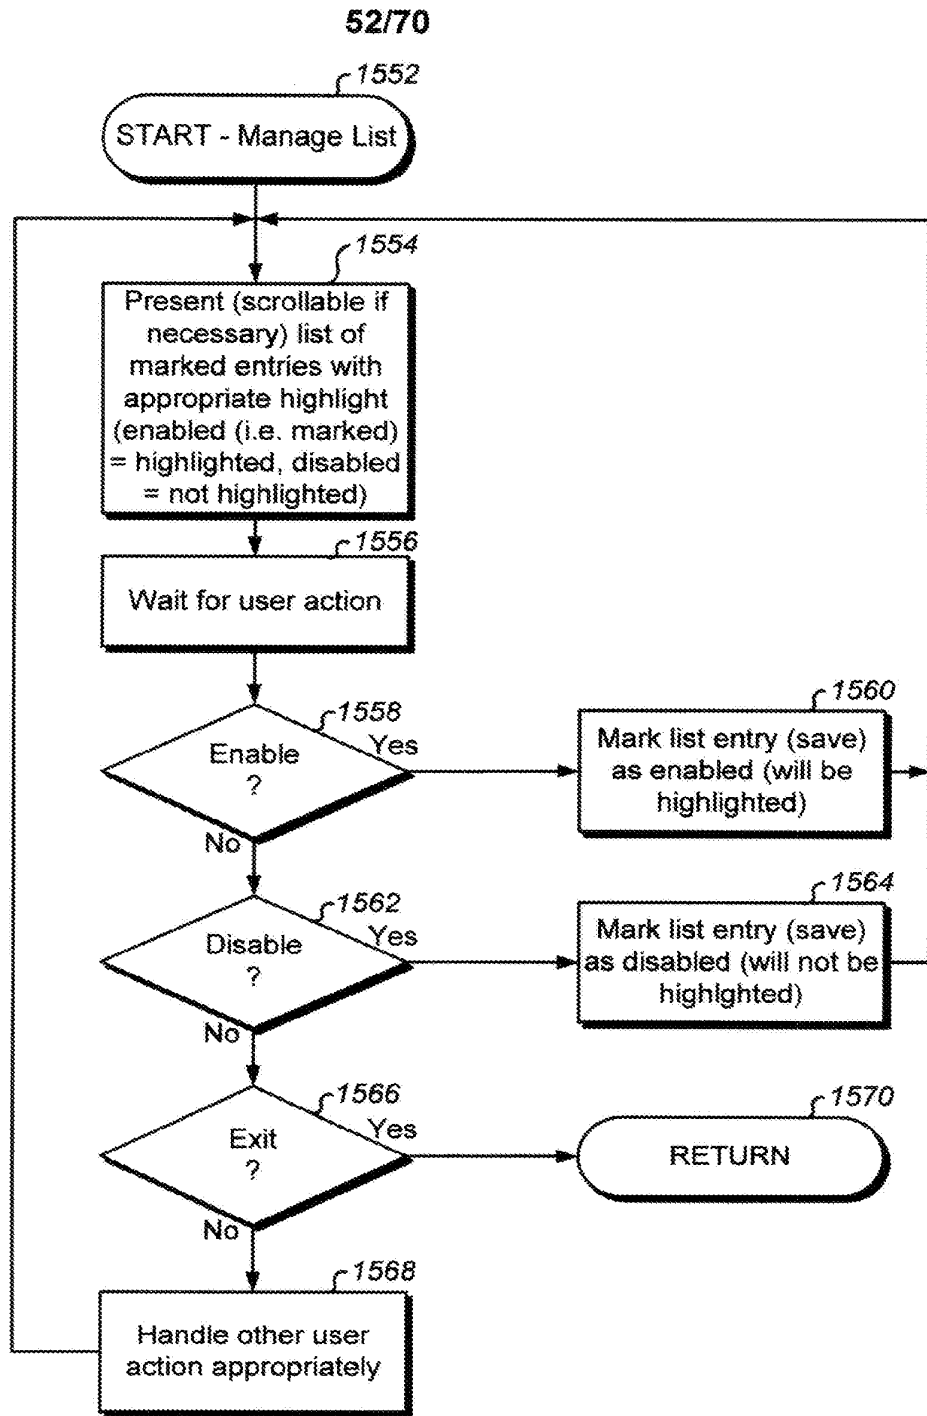 52/70
1552
START - Manage List
1554
Present (scrollable if
necessary) list of
marked entries with
appropriate highlight
(enabled (i.e. marked)
= highlighted, disabled
= not highlighted)
1556
Wait for user action
1558
Enable
?
Yes
No
1560
Mark list entry (save)
as enabled (will be
highlighted)
1562
Disable
?
Yes
No
1564
Mark list entry (save)
as disabled (will not be
highlghted)
1566
Exit
?
Yes
No
1570
RETURN
1568
Handle other user
action appropriately